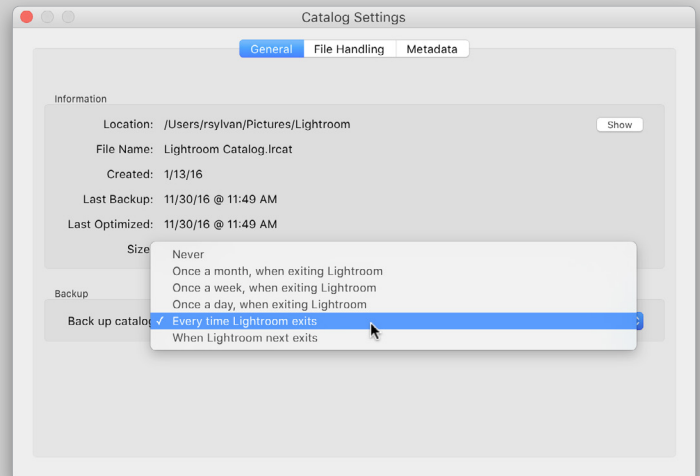 Catalog Settings
General File Handling Metadata
Information
Location: /Users/rsylvan/Pictures/Lightroom Show
File Name: Lightroom Catalog.lrcat
Created: 1/13/16
Last Backup: 11/30/16 @ 11:49 AM
Last Optimized: 11/30/16 @ 11:49 AM
Size
Never
Once a month, when exiting Lightroom
Once a week, when exiting Lightroom
Once a day, when exiting Lightroom
Backup
Back up catalog ✓ Every time Lightroom exits
When Lightroom next exits